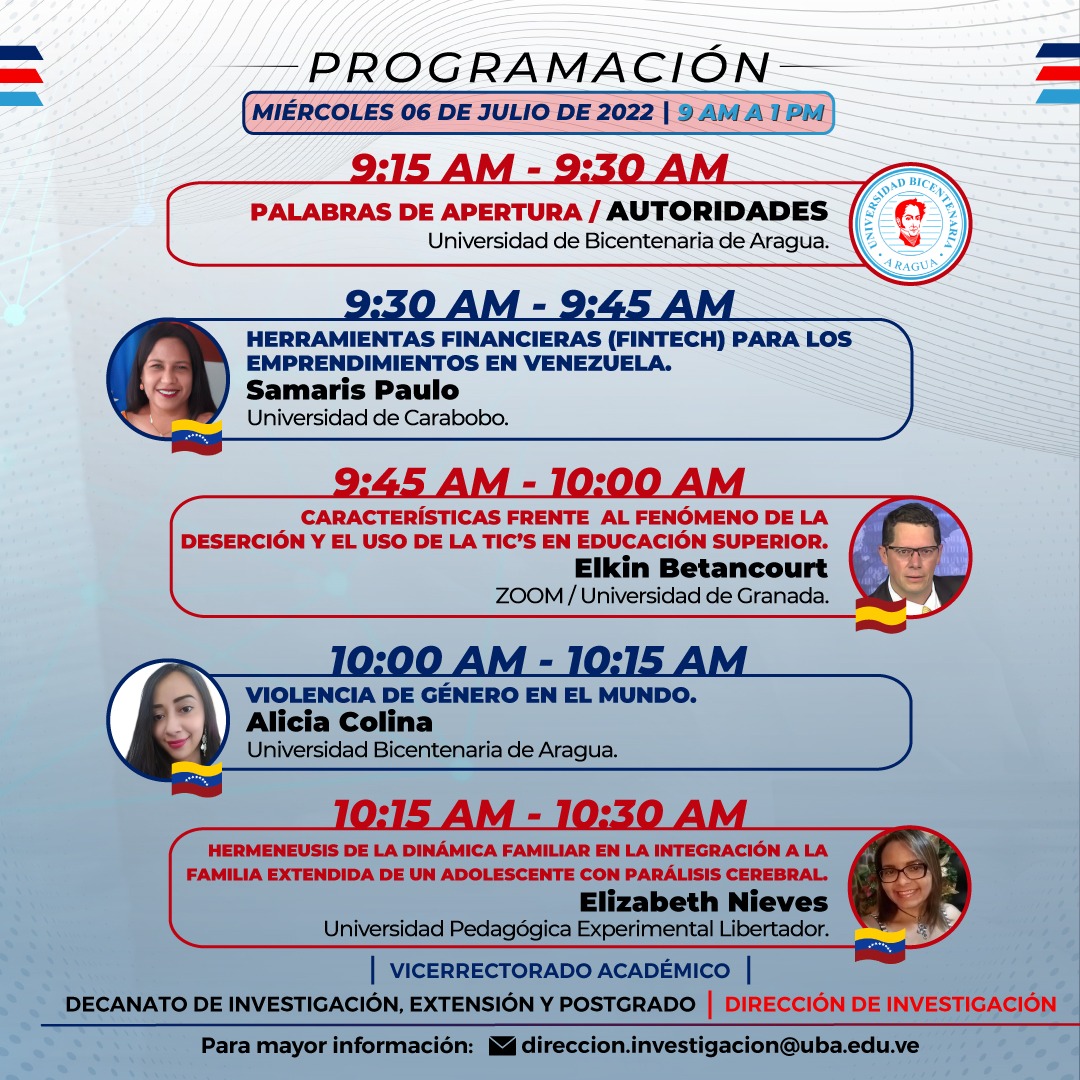 PROGRAMACIÓN
MIÉRCOLES 06 DE JULIO DE 2022 | 9 AM A 1 PM
9:15 AM - 9:30 AM
PALABRAS DE APERTURA / AUTORIDADES
Universidad de Bicentenaria de Aragua.
UNIVERSIDAD BICENTENARIA
• ARAGUA •
9:30 AM - 9:45 AM
HERRAMIENTAS FINANCIERAS (FINTECH) PARA LOS
EMPRENDIMIENTOS EN VENEZUELA.
Samaris Paulo
Universidad de Carabobo.
9:45 AM - 10:00 AM
CARACTERÍSTICAS FRENTE AL FENÓMENO DE LA
DESERCIÓN Y EL USO DE LA TIC'S EN EDUCACIÓN SUPERIOR.
Elkin Betancourt
ZOOM / Universidad de Granada.
10:00 AM - 10:15 AM
VIOLENCIA DE GÉNERO EN EL MUNDO.
Alicia Colina
Universidad Bicentenaria de Aragua.
10:15 AM - 10:30 AM
HERMENEUSIS DE LA DINÁMICA FAMILIAR EN LA INTEGRACIÓN A LA
FAMILIA EXTENDIDA DE UN ADOLESCENTE CON PARÁLISIS CEREBRAL.
Elizabeth Nieves
Universidad Pedagógica Experimental Libertador.
| VICERRECTORADO ACADÉMICO |
DECANATO DE INVESTIGACIÓN, EXTENSIÓN Y POSTGRADO | DIRECCIÓN DE INVESTIGACIÓN
Para mayor información: direccion.investigacion@uba.edu.ve